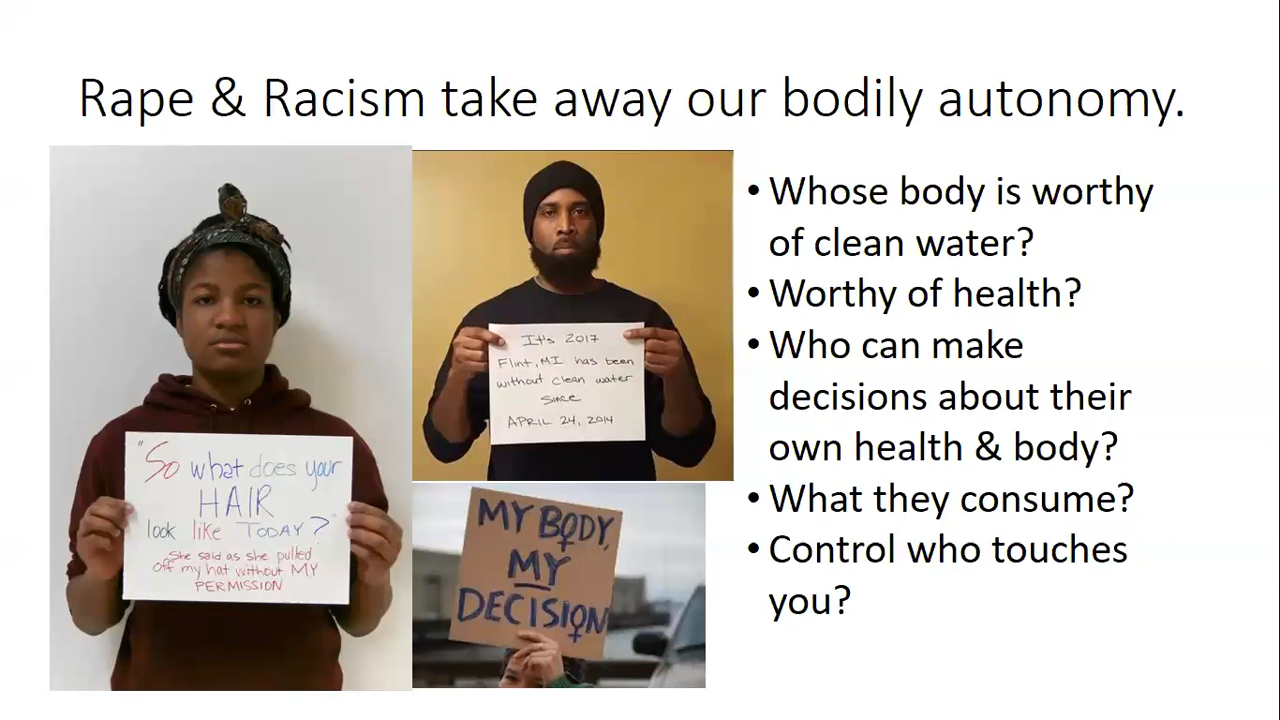 Rape & Racism take away our bodily autonomy.
"So what does your
HAIR
look like TODAY?"
She said as she pulled
off my hat without MY
PERMISSION
It's 2017
Flint, MI has been
without clean water
since
APRIL 24, 2014
MY BODY,
MY
DECISION
• Whose body is worthy
of clean water?
• Worthy of health?
• Who can make
decisions about their
own health & body?
• What they consume?
• Control who touches
you?